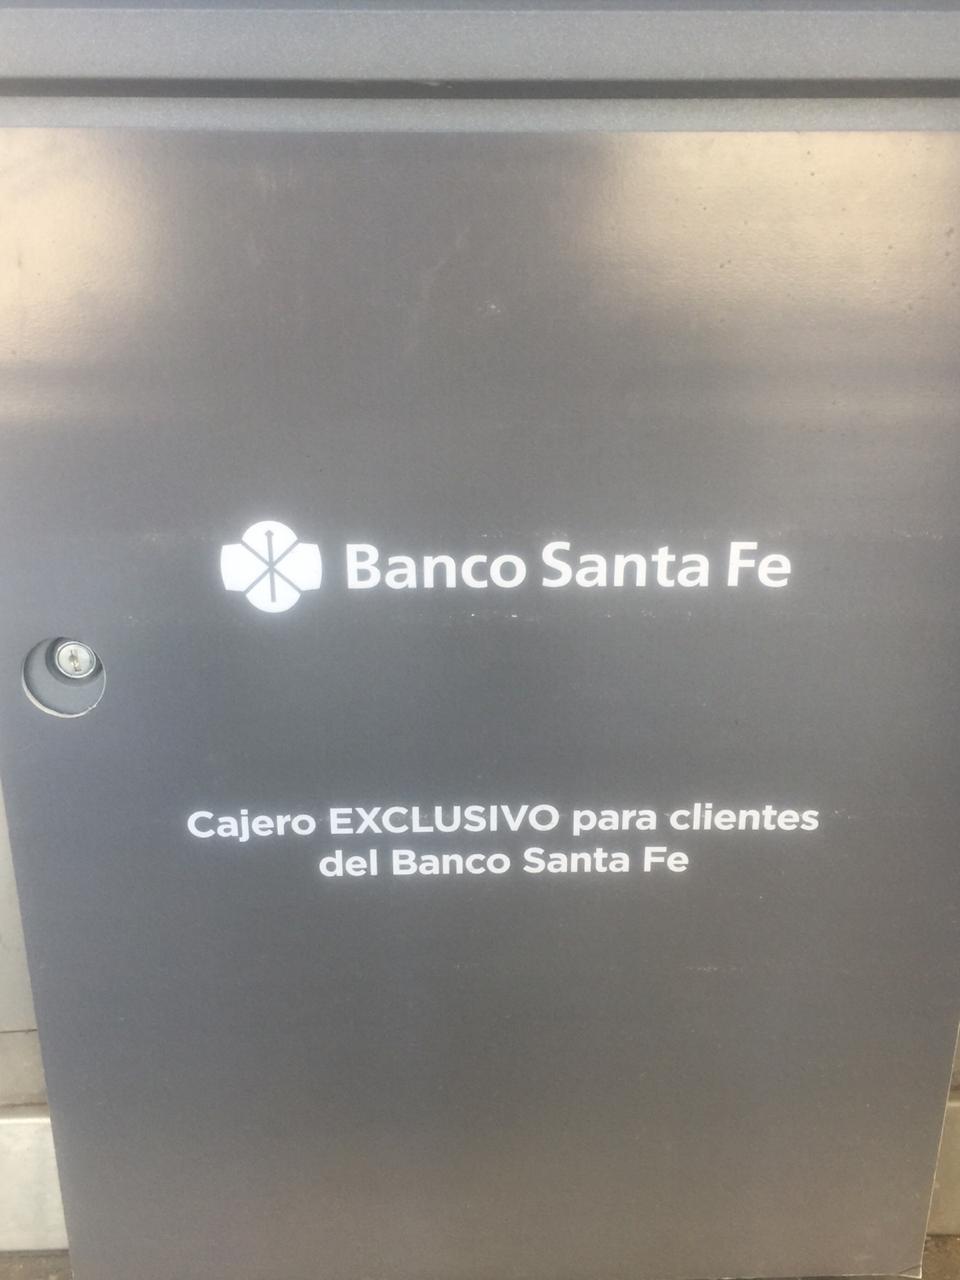 Banco Santa Fe
Cajero EXCLUSIVO para clientes
del Banco Santa Fe